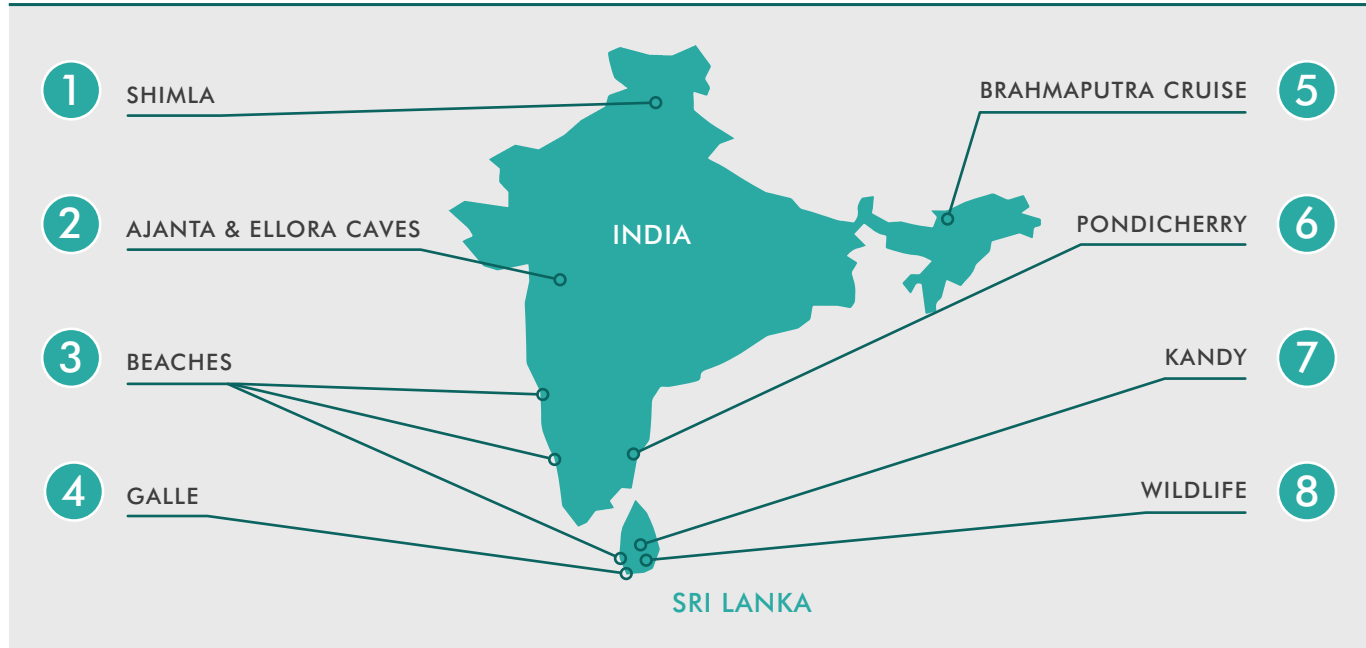 1
SHIMLA
2
AJANTA & ELLORA CAVES
3
BEACHES
4
GALLE
INDIA
SRI LANKA
BRAHMAPUTRA CRUISE
5
PONDICHERRY
6
KANDY
7
WILDLIFE
8